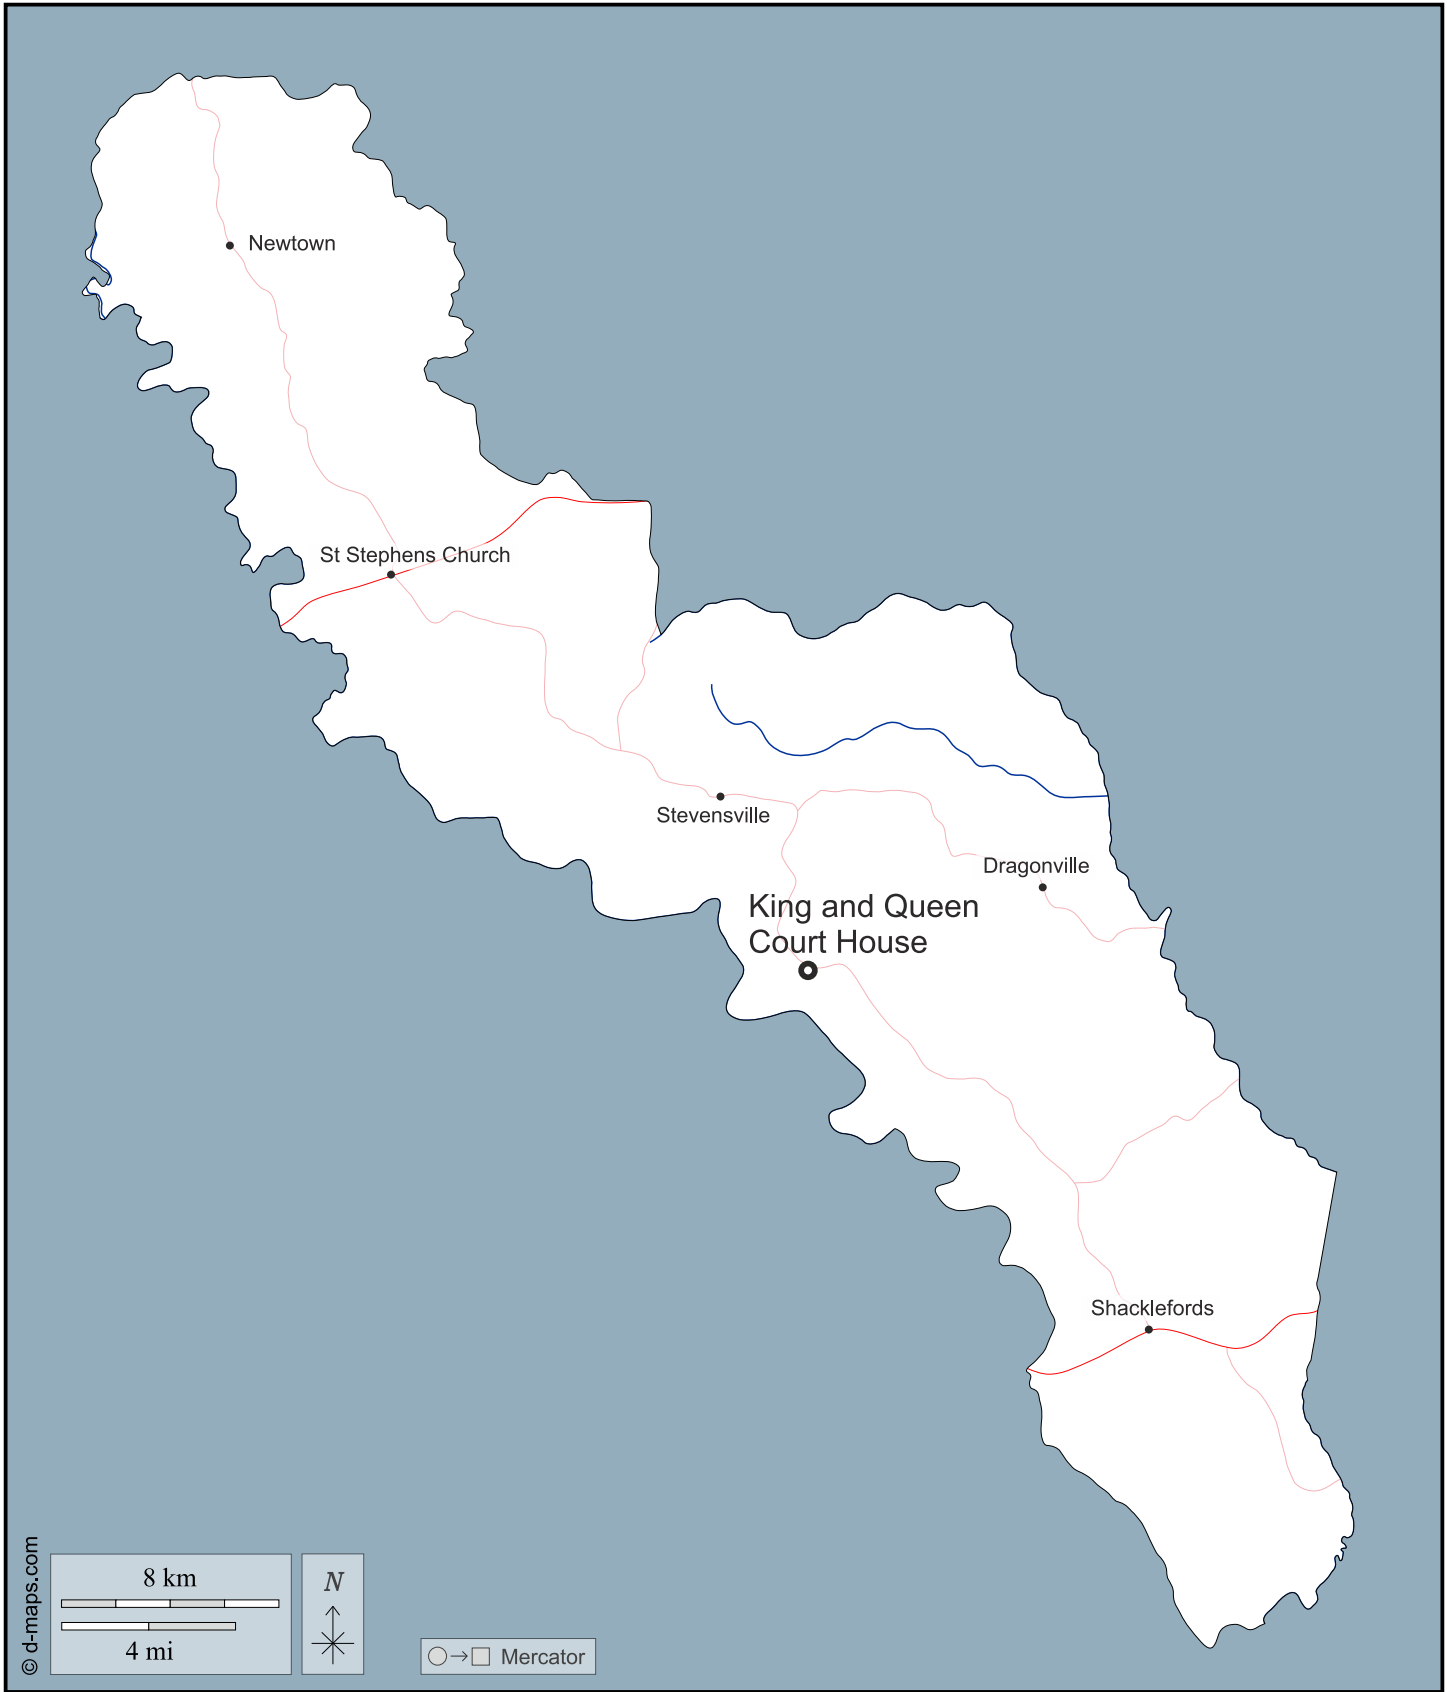 Newtown
St Stephens Church
Stevensville
Dragonville
King and Queen
Court House
Shacklefords
© d-maps.com
8 km
4 mi
N
Mercator